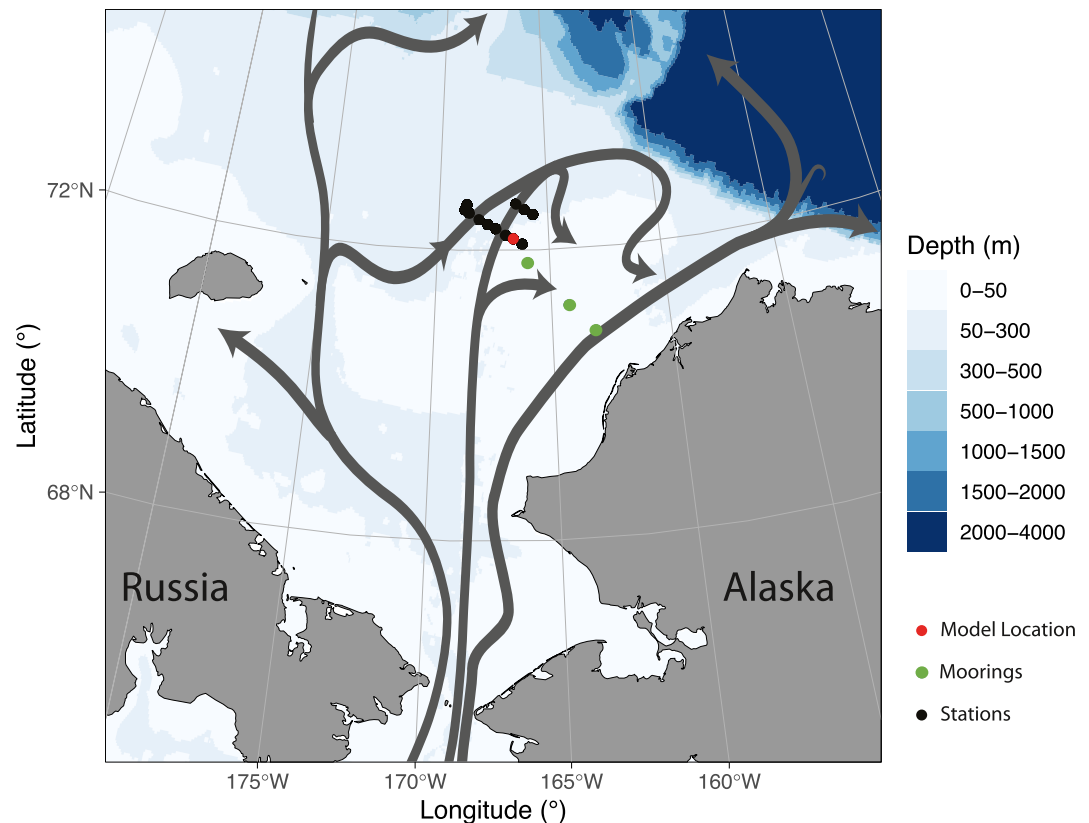 72°N
68°N
Latitude (°)
175°W
170°W
165°W
160°W
Longitude (°)
Russia
Alaska
Depth (m)
0−50
50−300
300−500
500−1000
1000−1500
1500−2000
2000−4000
Model Location
Moorings
Stations